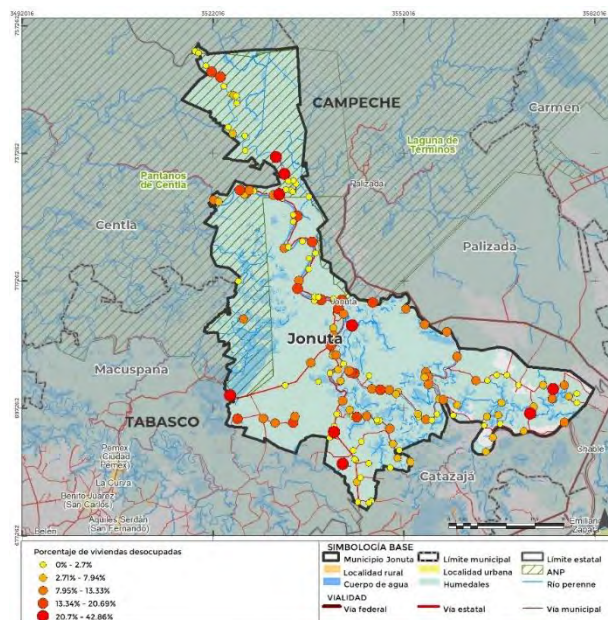 3522016
3552016
CAMPECHE
Carmen
Laguna de
Términos
Pantanos
de Centla
Palizada
Centla
Palizada
Jonuta
Jonuta
Macuspana
TABASCO
Pemex
(Ciudad
Pemex)
La Curva
Benito Juárez
(San Carlos)
Aquiles Serdán
(San Fernando)
Belén
Catazajá
Emiliano
Zapata
Porcentaje de viviendas desocupadas
0% - 2.7%
2.71% - 7.94%
7.95% - 13.33%
13.34% - 20.69%
20.7% - 42.86%
SIMBOLOGÍA BASE
Municipio Jonuta
Límite municipal
Límite estatal
Localidad rural
Localidad urbana
ANP
Cuerpo de agua
Humedales
Río perenne
VIALIDAD
Vía federal
Vía estatal
Vía municipal